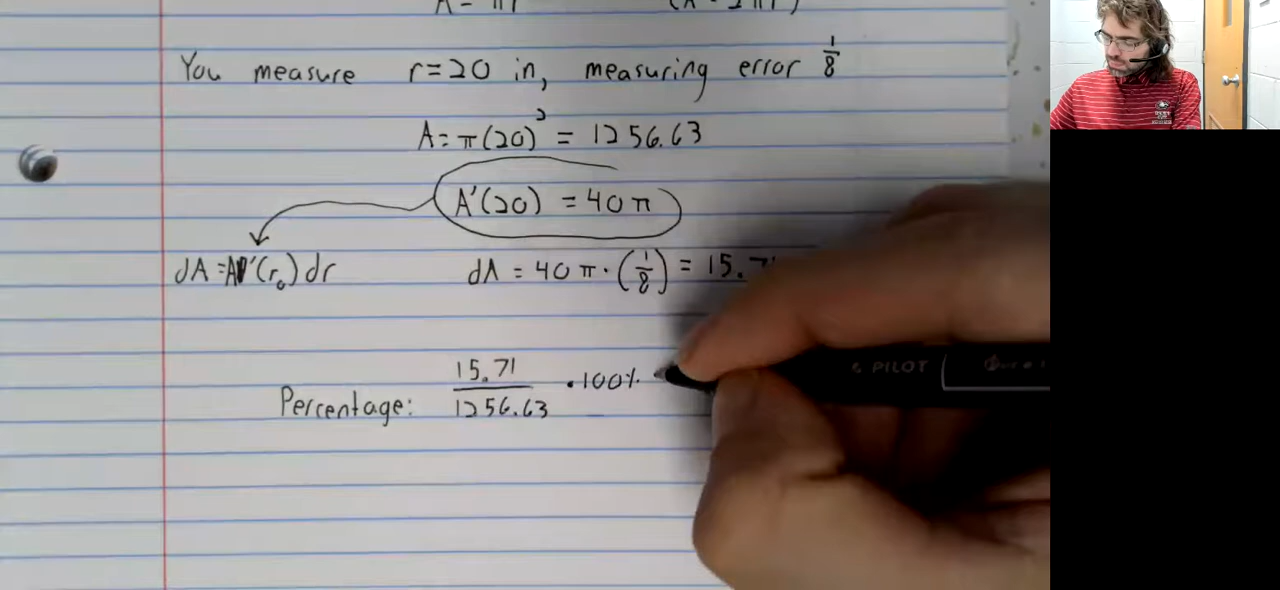 You measure r=20 in, measuring error 1/8
A=π(20)² = 1256.63
A'(20) = 40π
dA=A'(r₀)dr dA = 40π·(1/8) = 15.71
Percentage: 15.71/1256.63 ·100%
PILOT